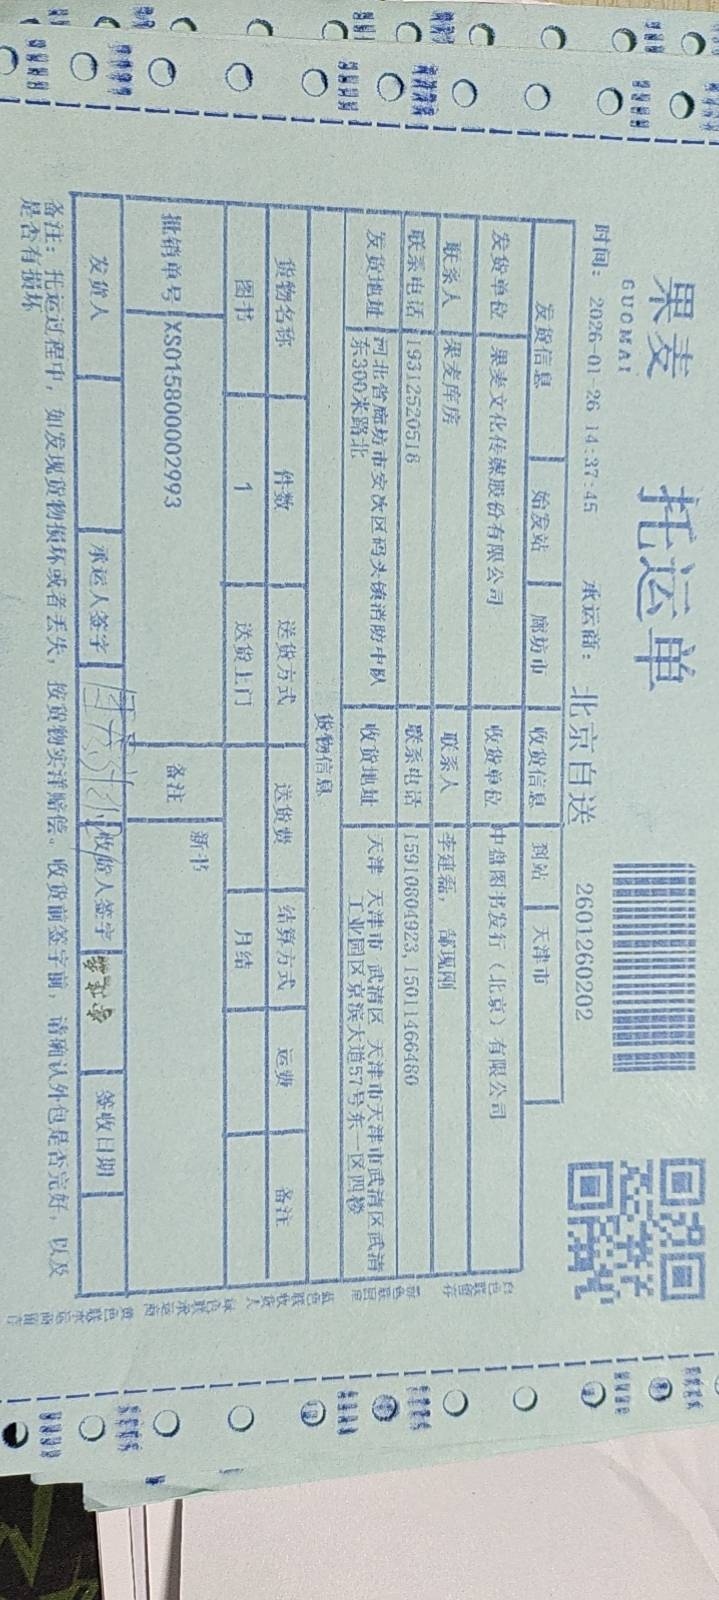 果麦
GUOMAI
托运单
时间: 2026-01-26 14:37:45 承运商: 北京自送 2601260202
发货信息 始发站 廊坊市 收货信息 到站 天津市
发货单位 果麦文化传媒股份有限公司 收货单位 中盘图书发行（北京）有限公司
联系人 果麦库房 联系人 李建磊, 郜现刚
联系电话 19312520518 联系电话 15910804923, 15011466480
发货地址 河北省廊坊市安次区码头镇消防中队东300米路北 收货地址 天津 天津市 武清区 天津市天津市武清区武清工业园区京滨大道57号东一区四楼
货物信息
货物名称 件数 送货方式 送货费 结算方式 运费 备注
图书 1 送货上门 月结
批销单号 XS015800002993 备注 新书
发货人 承运人签字 收货人签字 签收日期
备注: 托运过程中, 如发现货物损坏或者丢失, 按货物实洋赔偿。收货前签字前, 请确认外包是否完好, 以及
是否有损坏